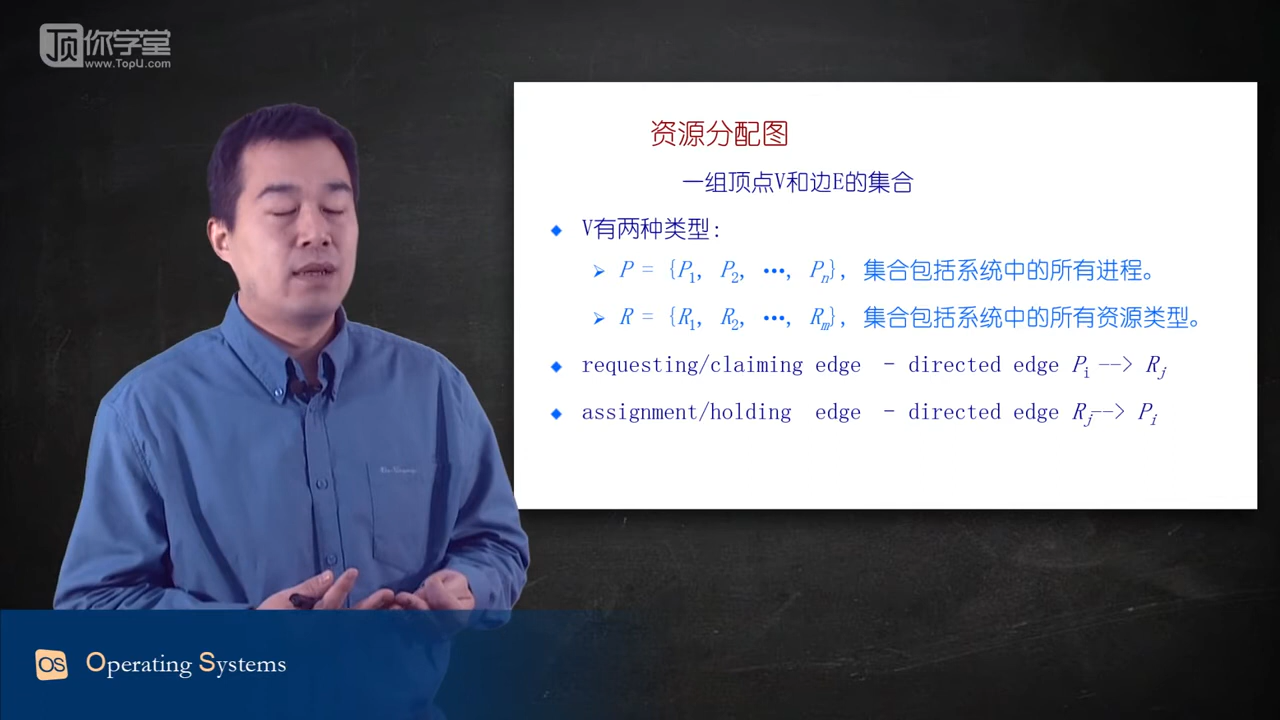 顶你学堂
www.TopU.com
资源分配图
一组顶点V和边E的集合
V有两种类型:
P = {P1, P2, …, Pn}, 集合包括系统中的所有进程。
R = {R1, R2, …, Rm}, 集合包括系统中的所有资源类型。
requesting/claiming edge - directed edge Pi --> Rj
assignment/holding edge - directed edge Rj--> Pi
OS Operating Systems